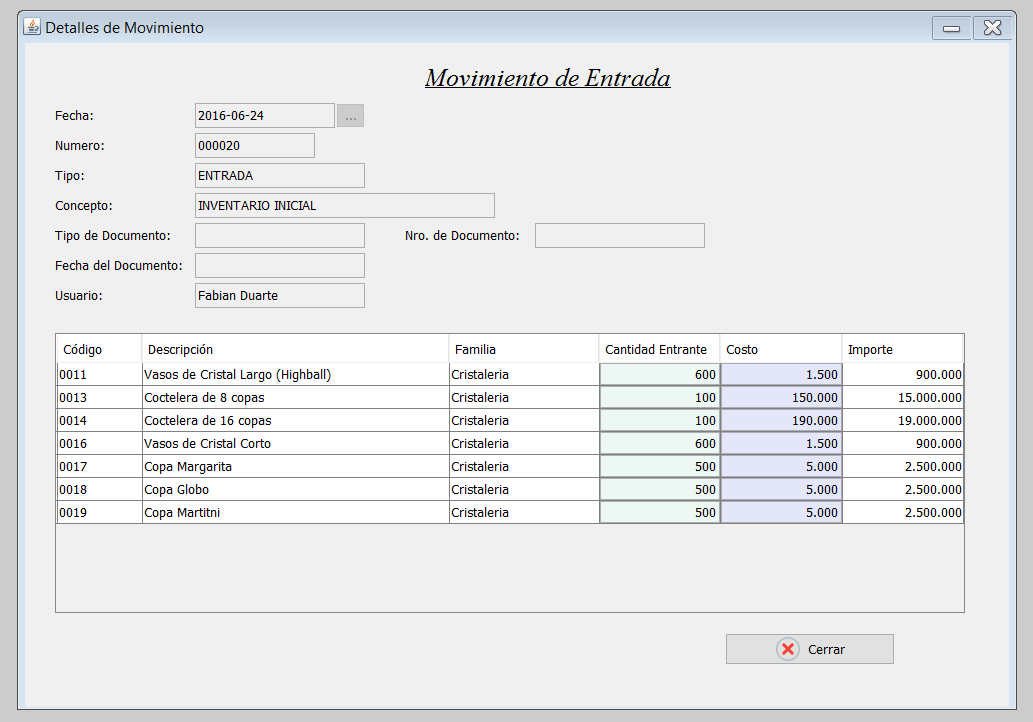 Detalles de Movimiento
Movimiento de Entrada
Fecha: 2016-06-24 ...
Numero: 000020
Tipo: ENTRADA
Concepto: INVENTARIO INICIAL
Tipo de Documento: Nro. de Documento:
Fecha del Documento:
Usuario: Fabian Duarte
Código Descripción Familia Cantidad Entrante Costo Importe
0011 Vasos de Cristal Largo (Highball) Cristaleria 600 1.500 900.000
0013 Coctelera de 8 copas Cristaleria 100 150.000 15.000.000
0014 Coctelera de 16 copas Cristaleria 100 190.000 19.000.000
0016 Vasos de Cristal Corto Cristaleria 600 1.500 900.000
0017 Copa Margarita Cristaleria 500 5.000 2.500.000
0018 Copa Globo Cristaleria 500 5.000 2.500.000
0019 Copa Martitni Cristaleria 500 5.000 2.500.000
Cerrar